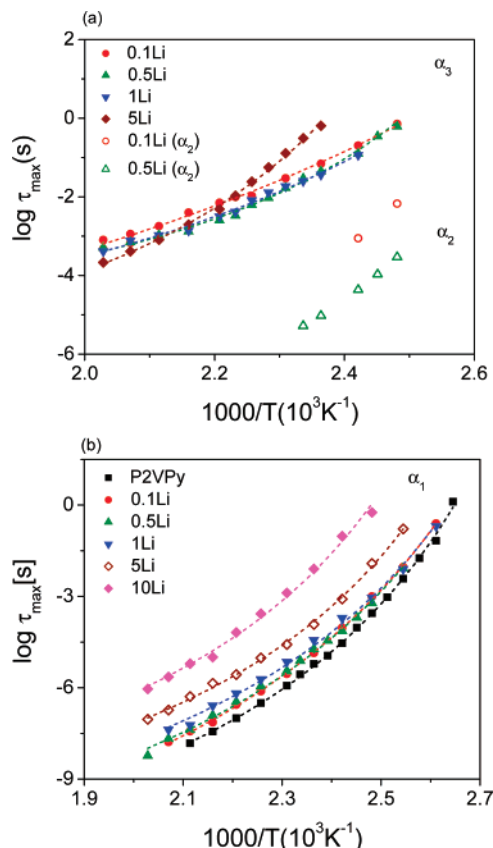 (a)
2
0
-2
-4
-6
log τmax(s)
0.1Li
0.5Li
1Li
5Li
0.1Li (α2)
0.5Li (α2)
α3
α2
2.0 2.2 2.4 2.6
1000/T(10³K⁻¹)
(b)
0
-3
-6
-9
log τmax[s]
P2VPy
0.1Li
0.5Li
1Li
5Li
10Li
α1
1.9 2.1 2.3 2.5 2.7
1000/T(10³K⁻¹)